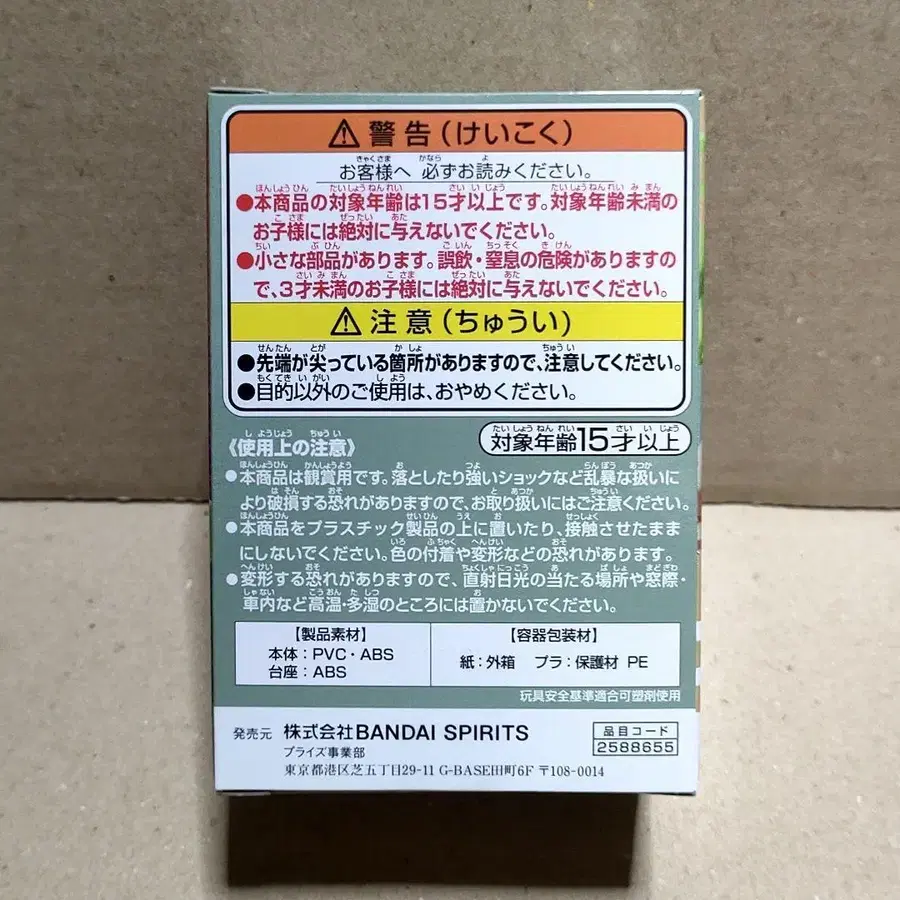 ⚠ 警告(けいこく)
お客様へ 必ずお読みください。
●本商品の対象年齢は15才以上です。対象年齢未満の
お子様には絶対に与えないでください。
●小さな部品があります。誤飲・窒息の危険がありますの
で、3才未満のお子様には絶対に与えないでください。
⚠ 注意(ちゅうい)
●先端が尖っている箇所がありますので、注意してください。
●目的以外のご使用は、おやめください。
《使用上の注意》
対象年齢15才以上
●本商品は観賞用です。落としたり強いショックなど乱暴な扱いに
より破損する恐れがありますので、お取り扱いにはご注意ください。
●本商品をプラスチック製品の上に置いたり、接触させたまま
にしないでください。色の付着や変形などの恐れがあります。
●変形する恐れがありますので、直射日光の当たる場所や窓際・
車内など高温・多湿のところには置かないでください。
【製品素材】
本体：PVC・ABS
台座：ABS
【容器包装材】
紙：外箱 プラ：保護材 PE
玩具安全基準適合可塑剤使用
発売元 株式会社BANDAI SPIRITS
プライズ事業部
東京都港区芝五丁目29-11 G-BASE田町6F 〒108-0014
品目コード
2588655